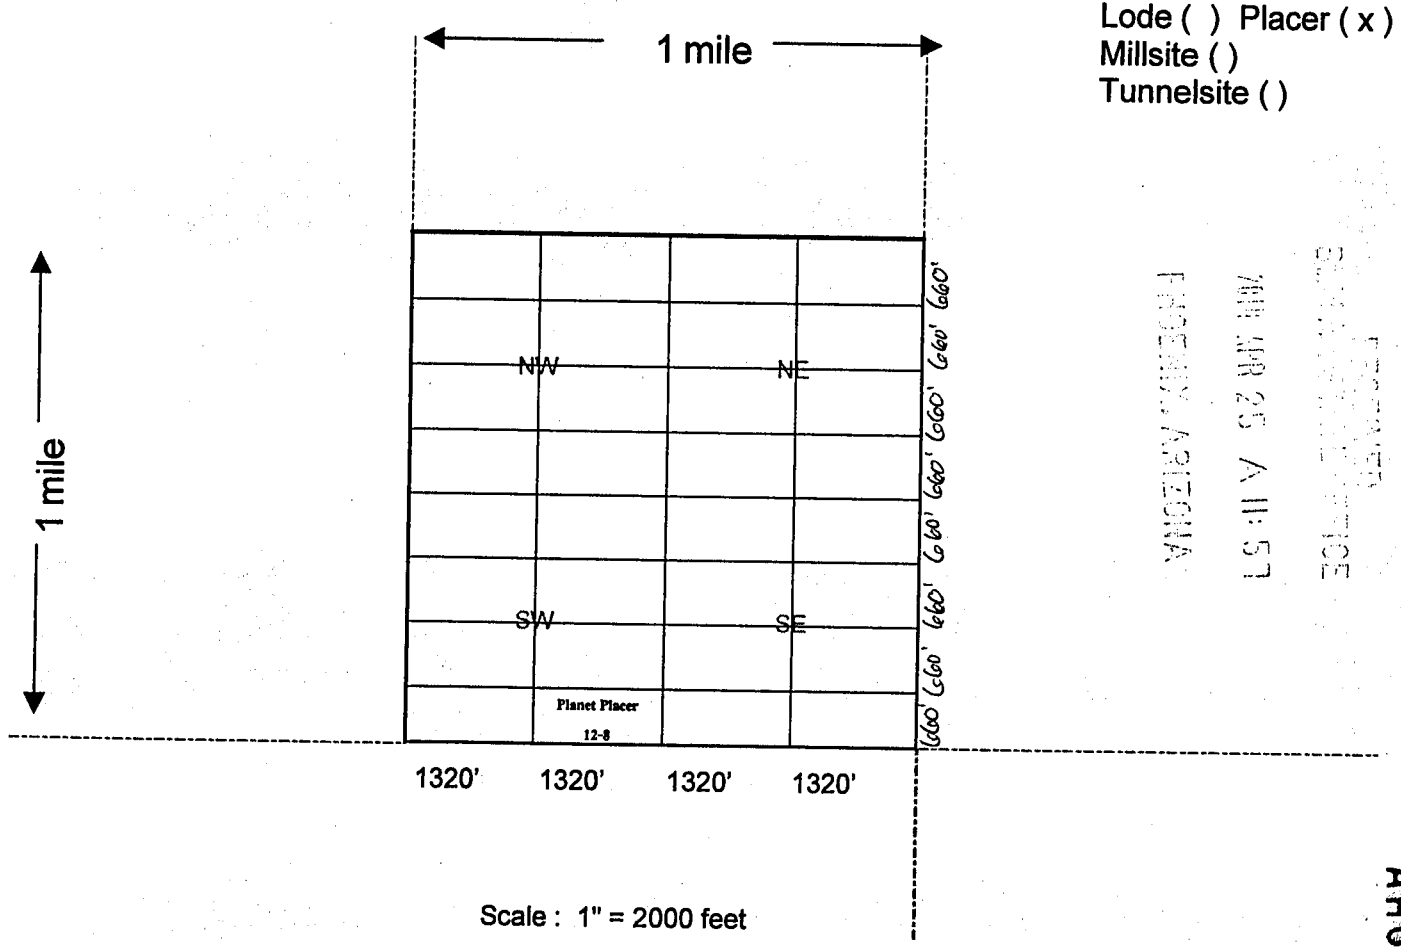 Lode ( ) Placer ( x )
Millsite ( )
Tunnelsite ( )
1 mile
1 mile
NW
NE
SW
SE
660'
660'
660'
660'
660'
660'
660'
660'
Planet Placer
12-8
1320'
1320'
1320'
1320'
Scale : 1" = 2000 feet
25 A 11: 57
PHOENIX, ARIZONA